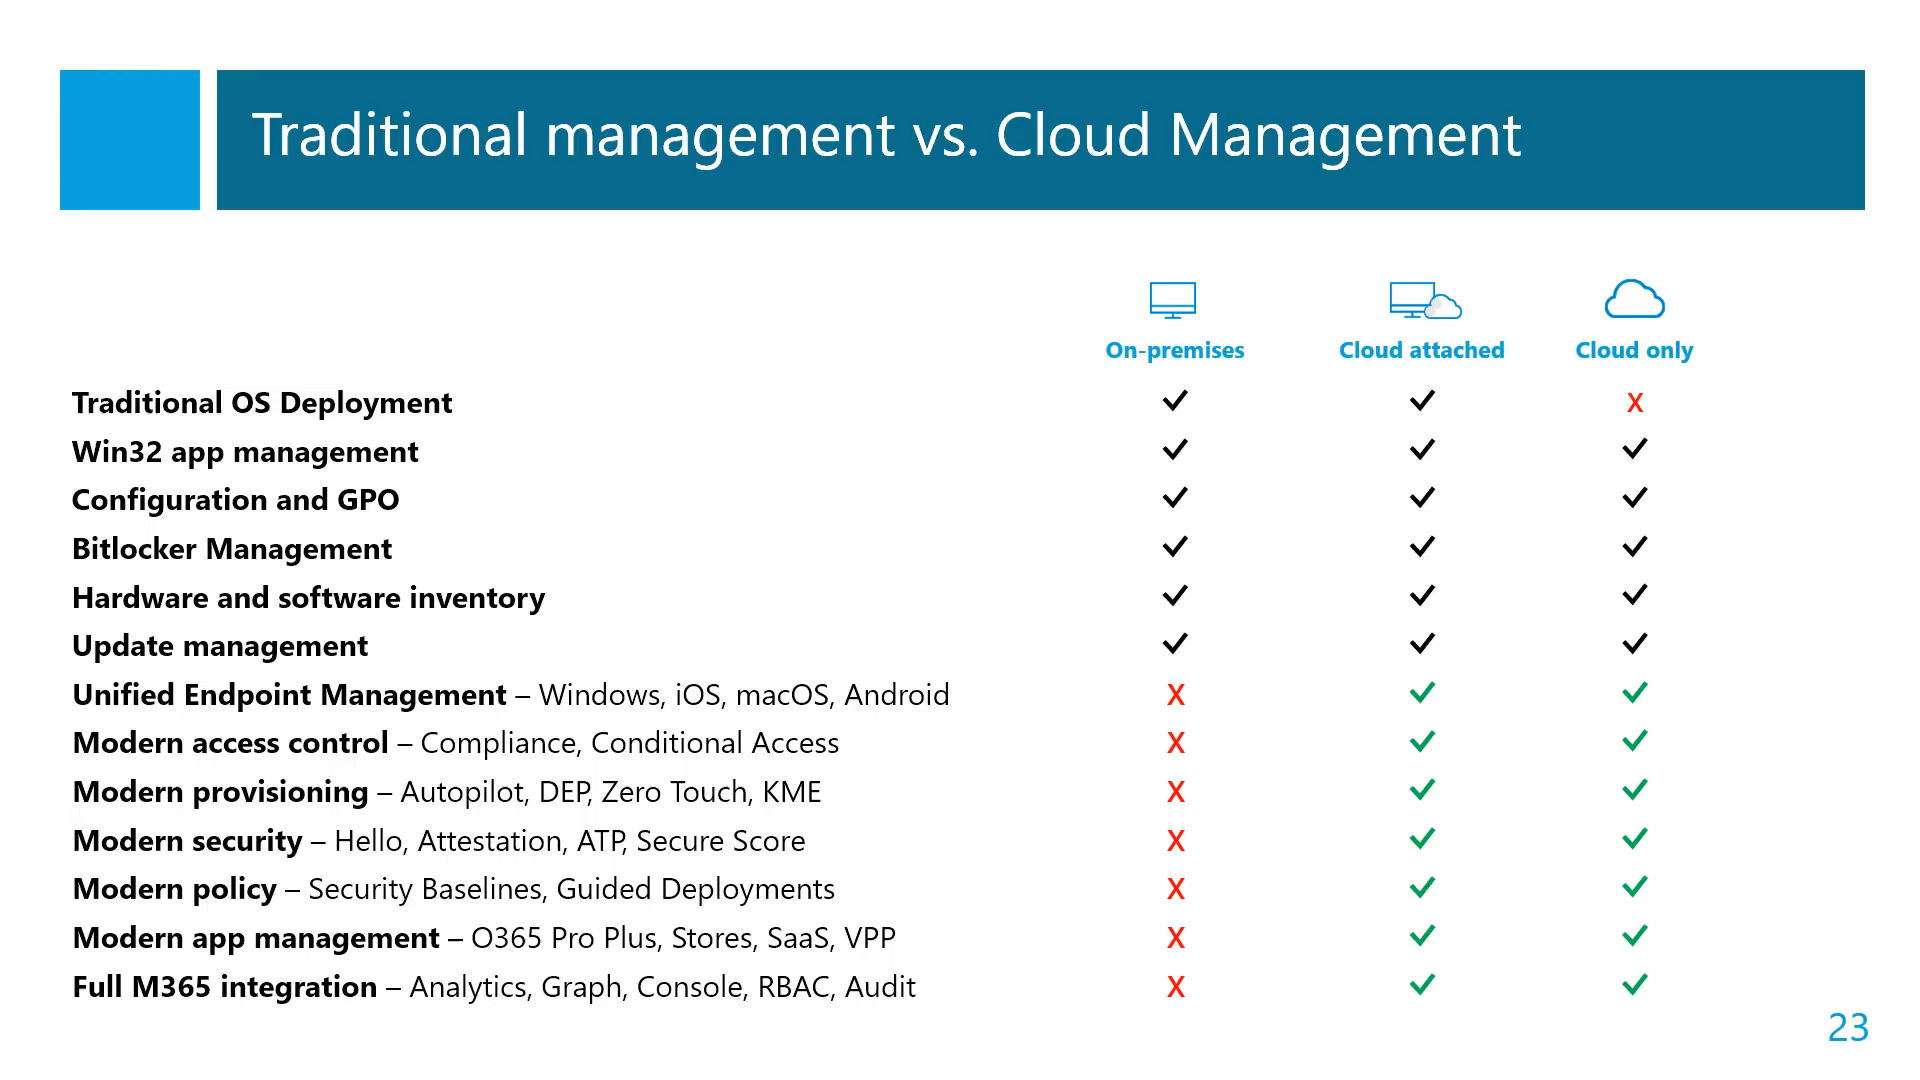 Traditional management vs. Cloud Management
On-premises Cloud attached Cloud only
Traditional OS Deployment ✓ ✓ X
Win32 app management ✓ ✓ ✓
Configuration and GPO ✓ ✓ ✓
Bitlocker Management ✓ ✓ ✓
Hardware and software inventory ✓ ✓ ✓
Update management ✓ ✓ ✓
Unified Endpoint Management – Windows, iOS, macOS, Android X ✓ ✓
Modern access control – Compliance, Conditional Access X ✓ ✓
Modern provisioning – Autopilot, DEP, Zero Touch, KME X ✓ ✓
Modern security – Hello, Attestation, ATP, Secure Score X ✓ ✓
Modern policy – Security Baselines, Guided Deployments X ✓ ✓
Modern app management – O365 Pro Plus, Stores, SaaS, VPP X ✓ ✓
Full M365 integration – Analytics, Graph, Console, RBAC, Audit X ✓ ✓
23